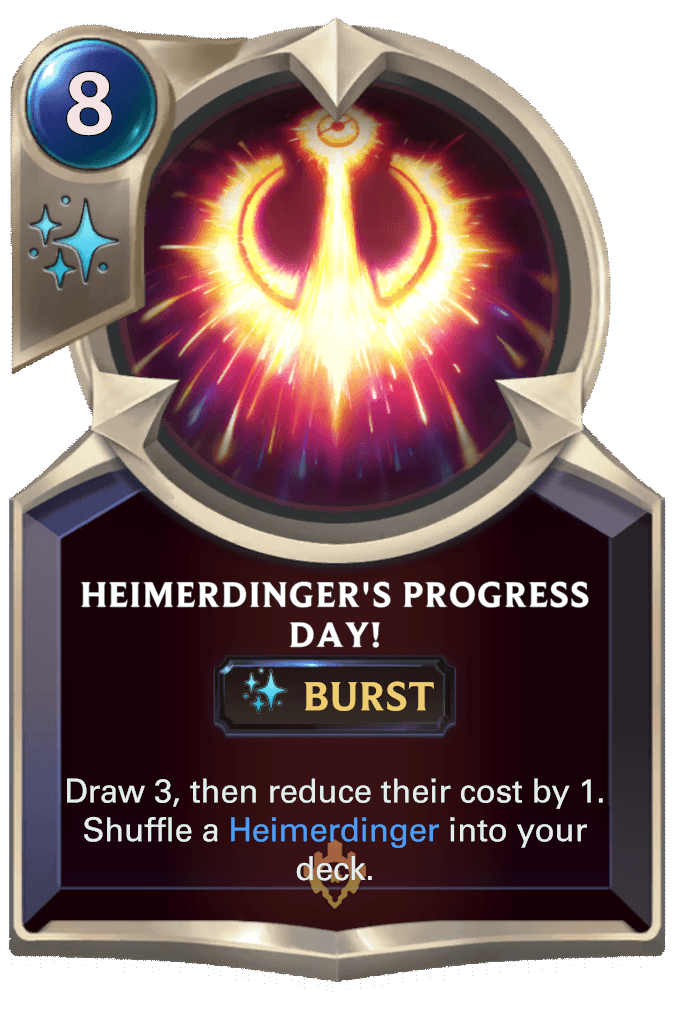 8
HEIMERDINGER'S PROGRESS
DAY!
BURST
Draw 3, then reduce their cost by 1.
Shuffle a Heimerdinger into your
deck.